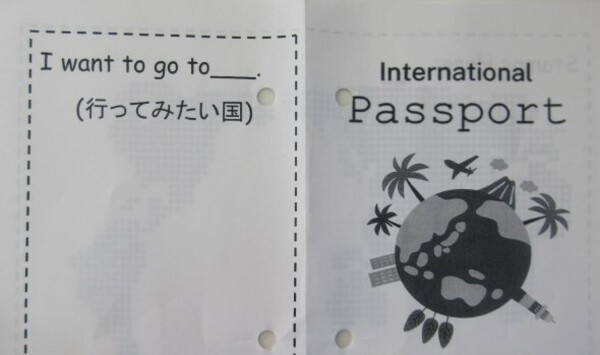 I want to go to____.
(行ってみたい国)
International
Passport